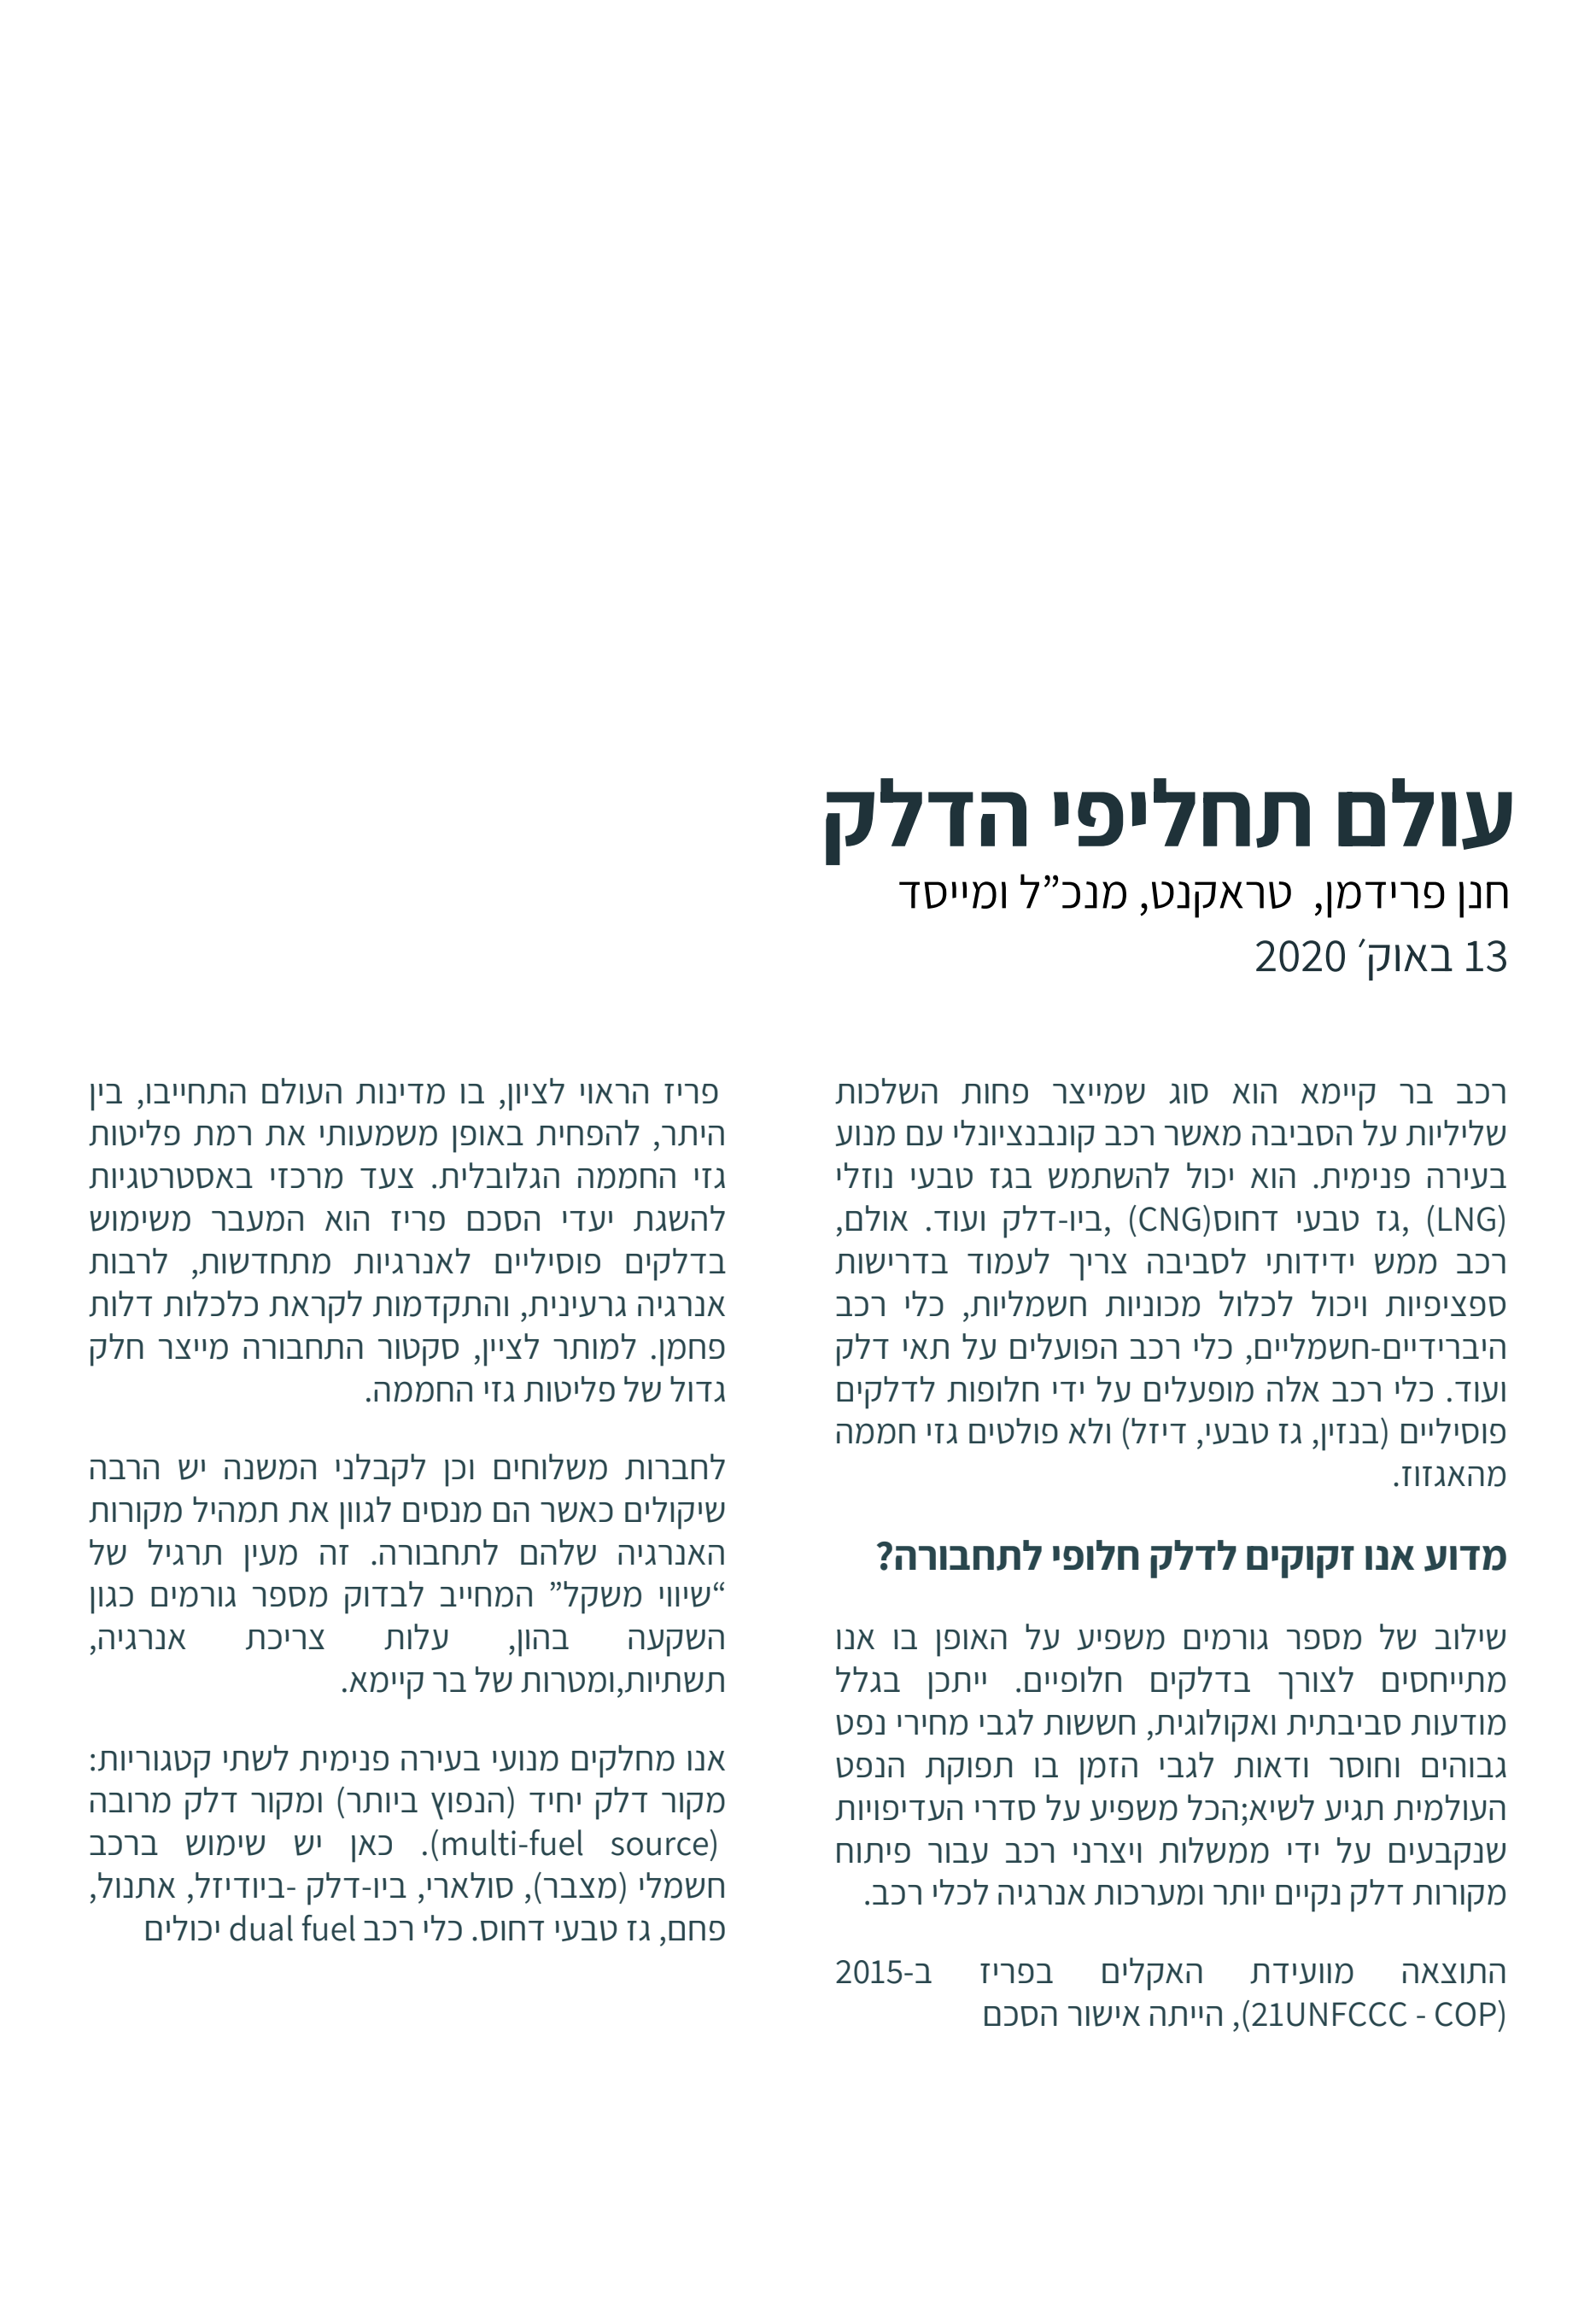 עולם תחליפי הדלק
חנן פרידמן, טראקנט, מנכ”ל ומייסד
13 באוק׳ 2020
רכב בר קיימא הוא סוג שמייצר פחות השלכות
שליליות על הסביבה מאשר רכב קונבנציונלי עם מנוע
בעירה פנימית. הוא יכול להשתמש בגז טבעי נוזלי
(LNG) ,גז טבעי דחוס(CNG) ,ביו-דלק ועוד. אולם,
רכב ממש ידידותי לסביבה צריך לעמוד בדרישות
ספציפיות ויכול לכלול מכוניות חשמליות, כלי רכב
היברידיים-חשמליים, כלי רכב הפועלים על תאי דלק
ועוד. כלי רכב אלה מופעלים על ידי חלופות לדלקים
פוסיליים (בנזין, גז טבעי, דיזל) ולא פולטים גזי חממה
מהאגזוז.
מדוע אנו זקוקים לדלק חלופי לתחבורה?
שילוב של מספר גורמים משפיע על האופן בו אנו
מתייחסים לצורך בדלקים חלופיים. ייתכן בגלל
מודעות סביבתית ואקולוגית, חששות לגבי מחירי נפט
גבוהים וחוסר ודאות לגבי הזמן בו תפוקת הנפט
העולמית תגיע לשיא;הכל משפיע על סדרי העדיפויות
שנקבעים על ידי ממשלות ויצרני רכב עבור פיתוח
מקורות דלק נקיים יותר ומערכות אנרגיה לכלי רכב.
התוצאה מוועידת האקלים בפריז ב-2015
(21UNFCCC - COP), הייתה אישור הסכם
פריז הראוי לציון, בו מדינות העולם התחייבו, בין
היתר, להפחית באופן משמעותי את רמת פליטות
גזי החממה הגלובלית. צעד מרכזי באסטרטגיות
להשגת יעדי הסכם פריז הוא המעבר משימוש
בדלקים פוסיליים לאנרגיות מתחדשות, לרבות
אנרגיה גרעינית, והתקדמות לקראת כלכלות דלות
פחמן. למותר לציין, סקטור התחבורה מייצר חלק
גדול של פליטות גזי החממה.
לחברות משלוחים וכן לקבלני המשנה יש הרבה
שיקולים כאשר הם מנסים לגוון את תמהיל מקורות
האנרגיה שלהם לתחבורה. זה מעין תרגיל של
“שיווי משקל” המחייב לבדוק מספר גורמים כגון
השקעה בהון, עלות צריכת אנרגיה,
תשתיות,ומטרות של בר קיימא.
אנו מחלקים מנועי בעירה פנימית לשתי קטגוריות:
מקור דלק יחיד (הנפוץ ביותר) ומקור דלק מרובה
(multi-fuel source). כאן יש שימוש ברכב
חשמלי (מצבר), סולארי, ביו-דלק -ביודיזל, אתנול,
פחם, גז טבעי דחוס. כלי רכב dual fuel יכולים